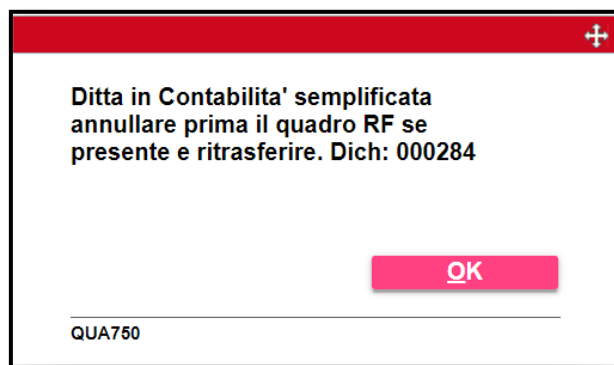 Ditta in Contabilita' semplificata
annullare prima il quadro RF se
presente e ritrasferire. Dich: 000284
OK
QUA750